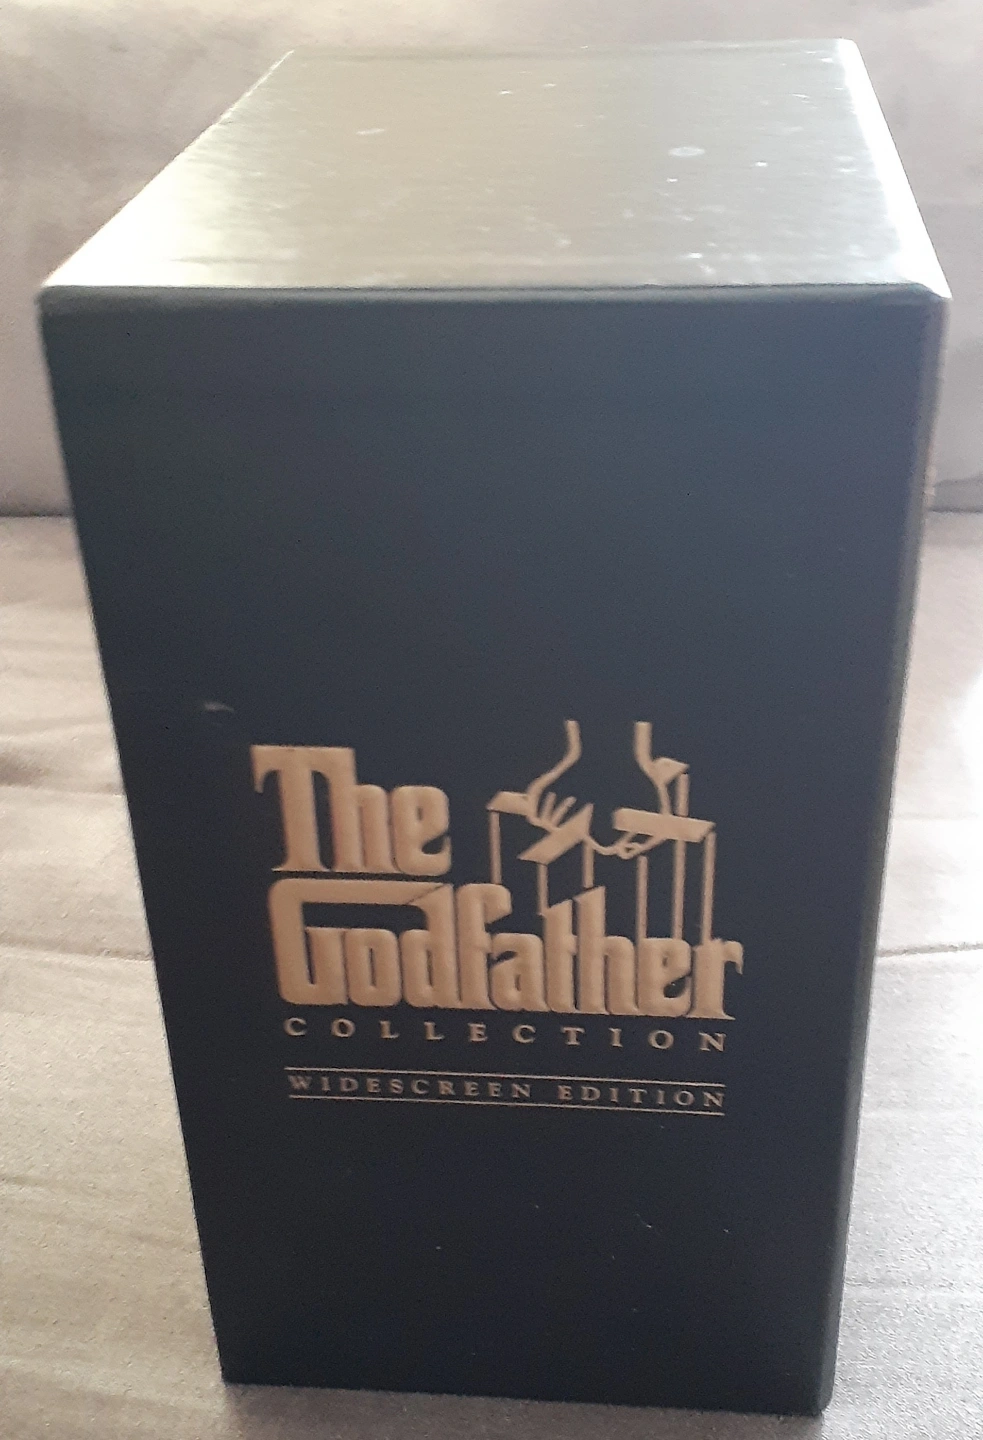 The
Godfather
COLLECTION
WIDESCREEN EDITION